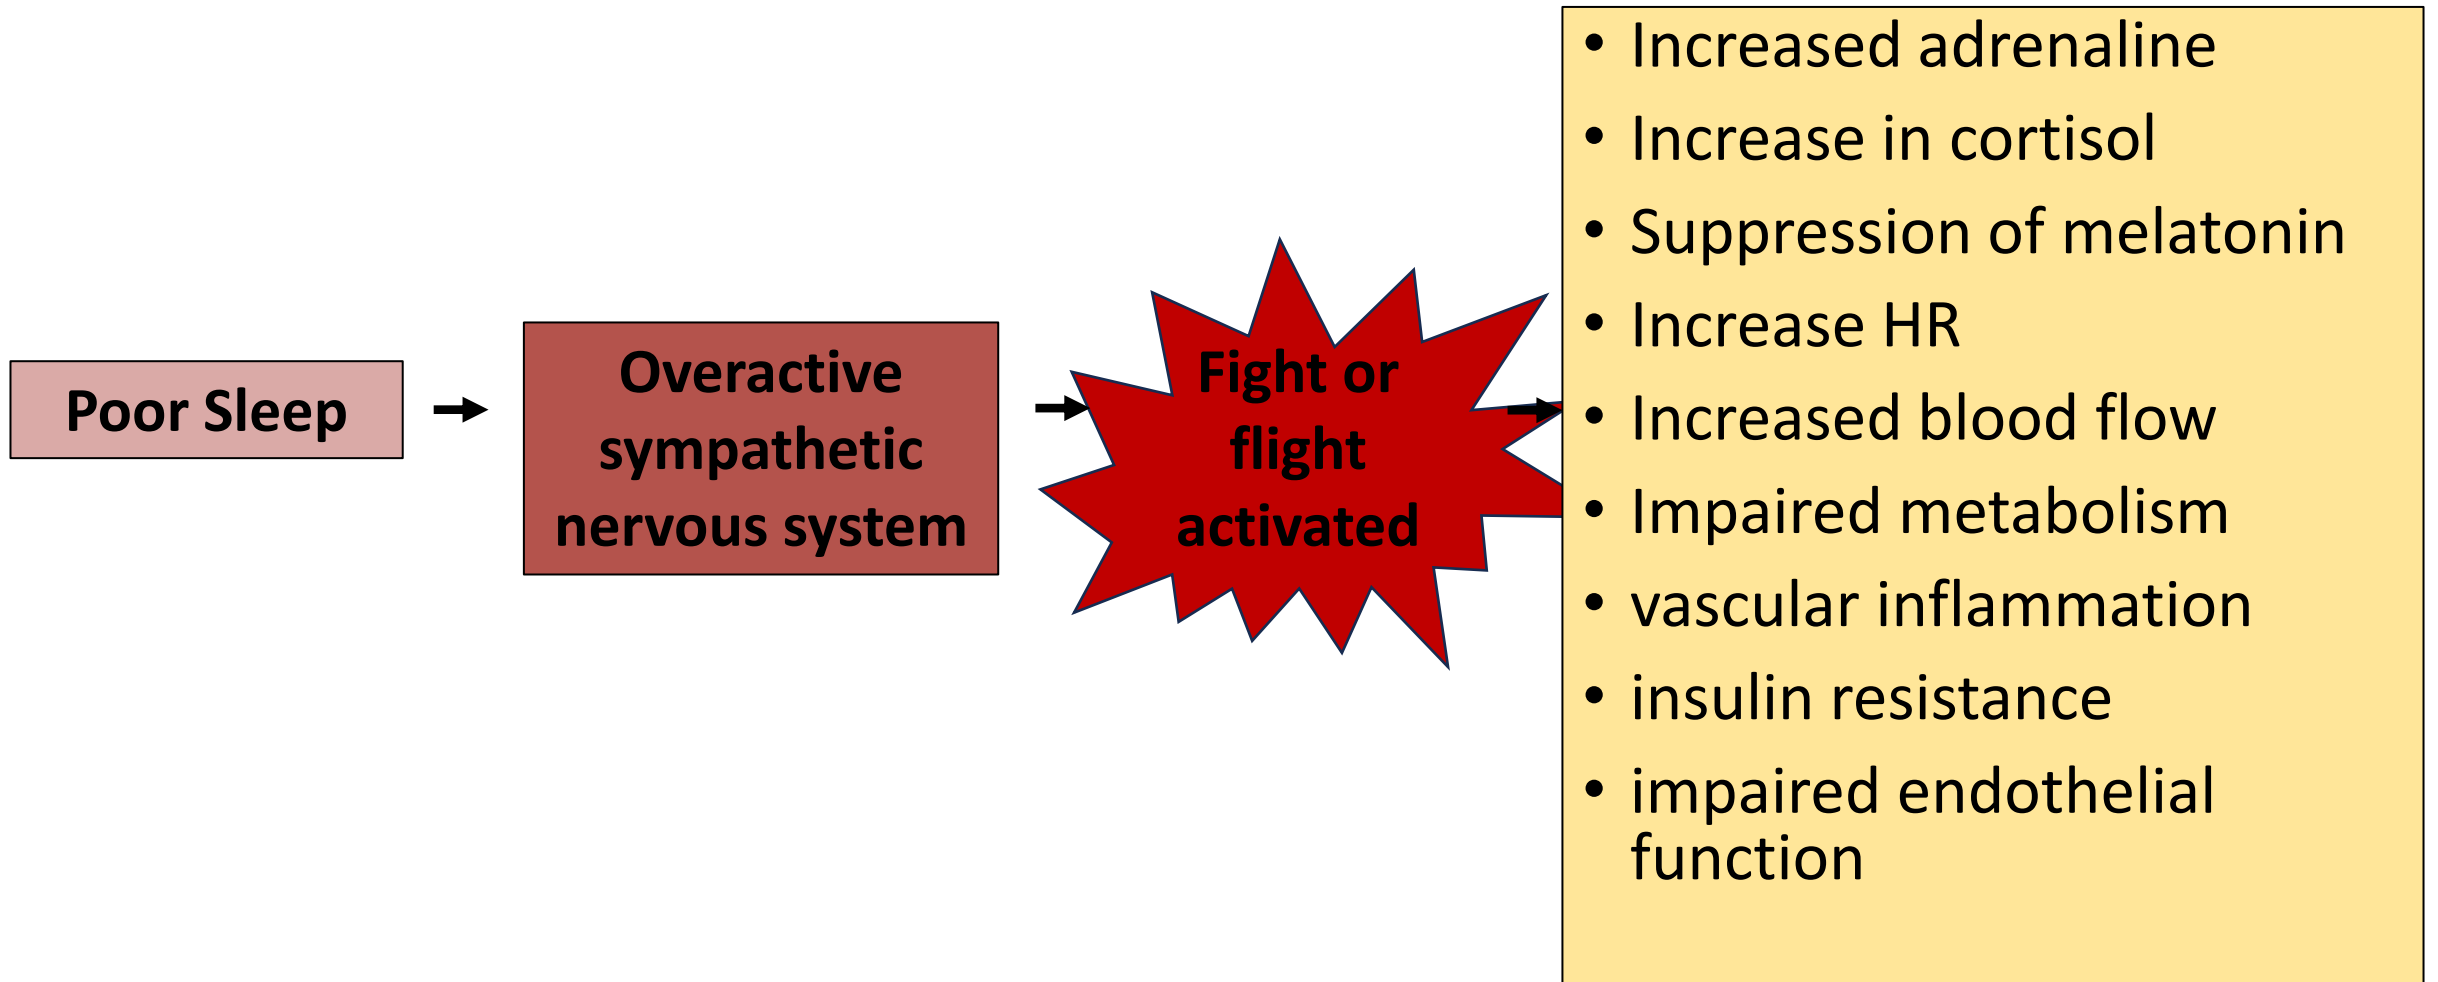 Poor Sleep
Overactive
sympathetic
nervous system
Fight or
flight
activated
• Increased adrenaline
• Increase in cortisol
• Suppression of melatonin
• Increase HR
• Increased blood flow
• Impaired metabolism
• vascular inflammation
• insulin resistance
• impaired endothelial
function